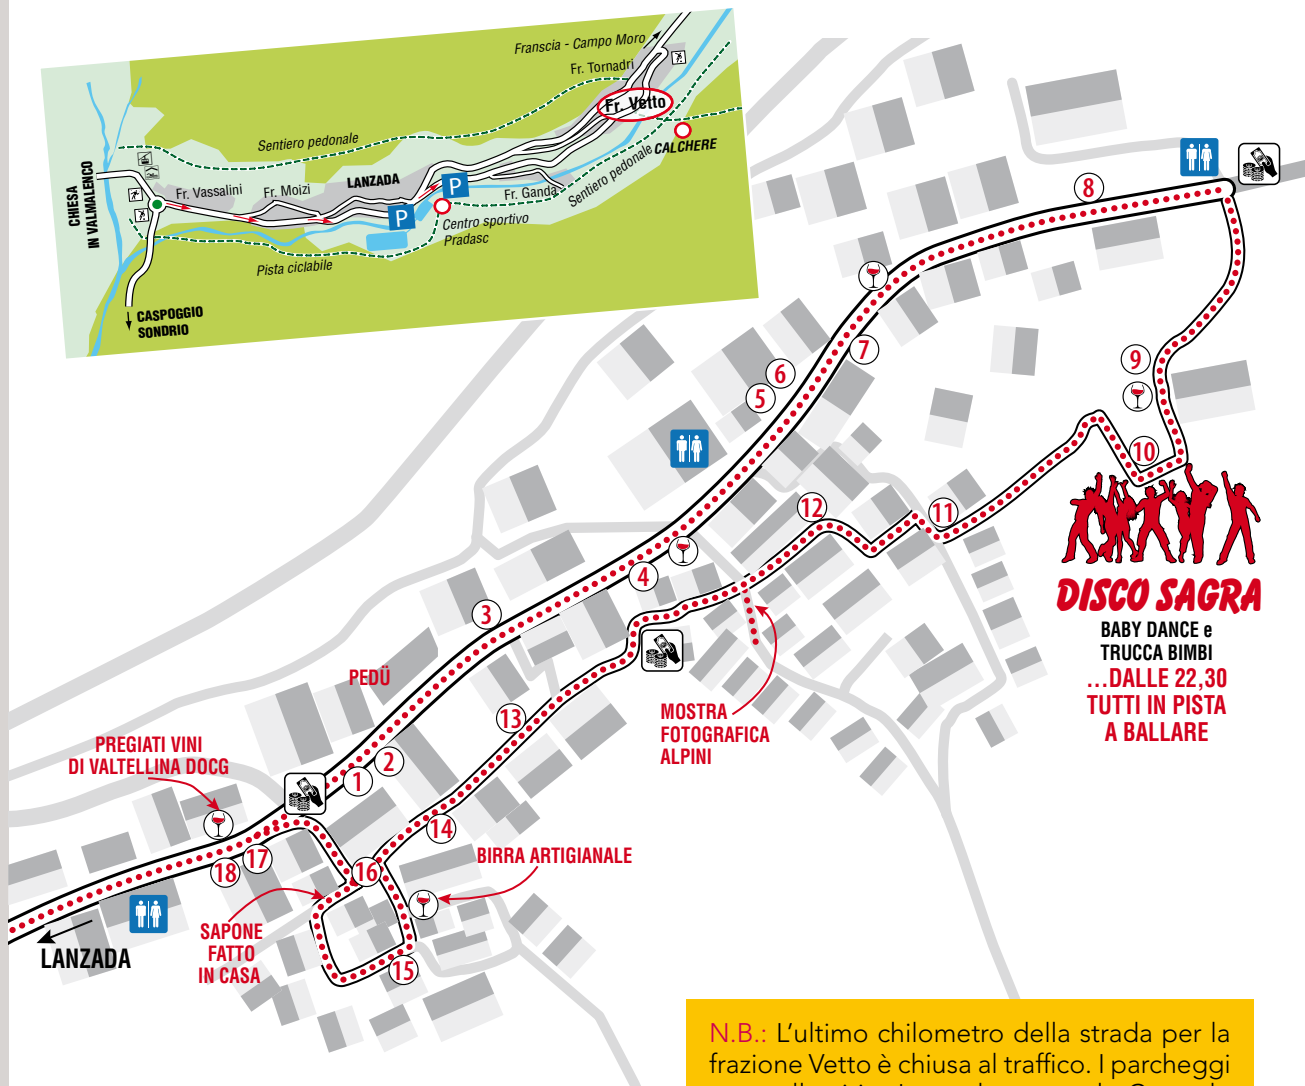 Franscia - Campo Moro
Fr. Tornadri
Fr. Vetto
Sentiero pedonale
CALCHERE
Sentiero pedonale
LANZADA
P
P
Fr. Vassalini
Fr. Moizi
Fr. Ganda
CHIESA
IN VALMALENCO
Centro sportivo
Pradasc
Pista ciclabile
CASPOGGIO
SONDRIO
8
9
7
6
5
10
12
11
4
3
DISCO SAGRA
BABY DANCE e
TRUCCA BIMBI
...DALLE 22,30
TUTTI IN PISTA
A BALLARE
PEDÜ
MOSTRA
FOTOGRAFICA
ALPINI
13
PREGIATI VINI
DI VALTELLINA DOCG
1
2
14
17
18
16
BIRRA ARTIGIANALE
SAPONE
FATTO
IN CASA
15
LANZADA
N.B.: L'ultimo chilometro della strada per la
frazione Vetto è chiusa al traffico. I parcheggi